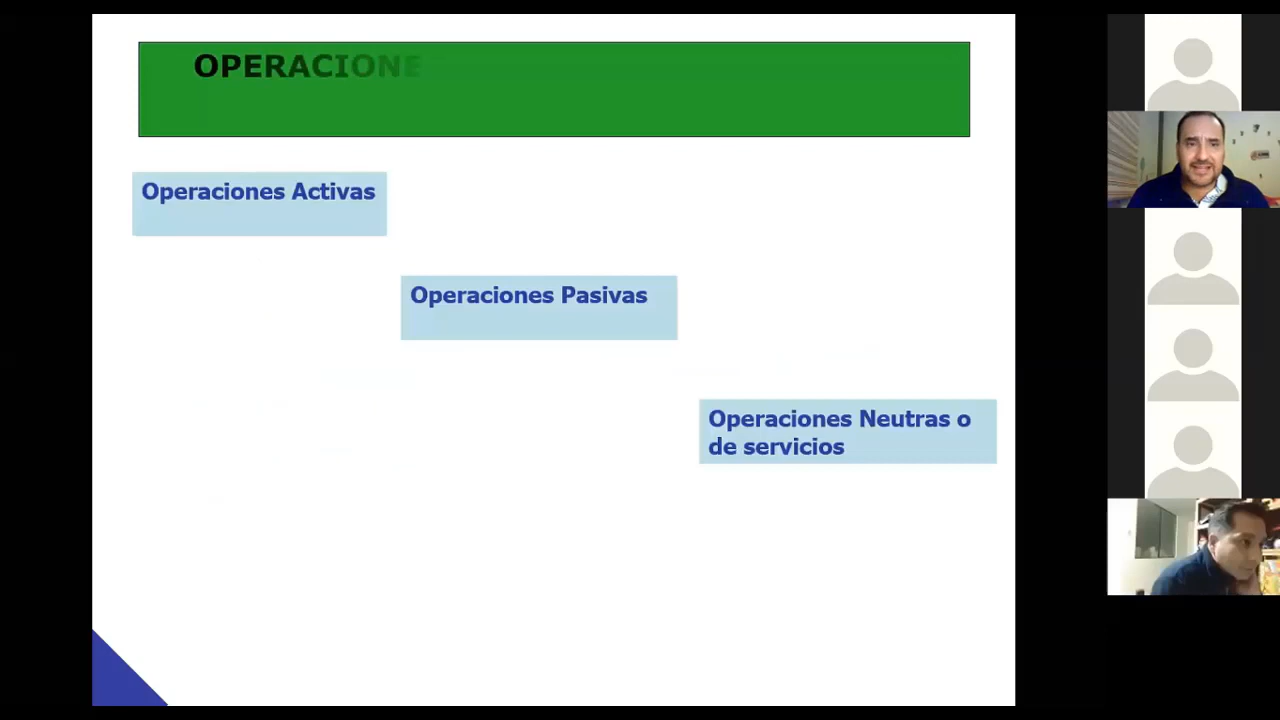 OPERACIONE
Operaciones Activas
Operaciones Pasivas
Operaciones Neutras o
de servicios